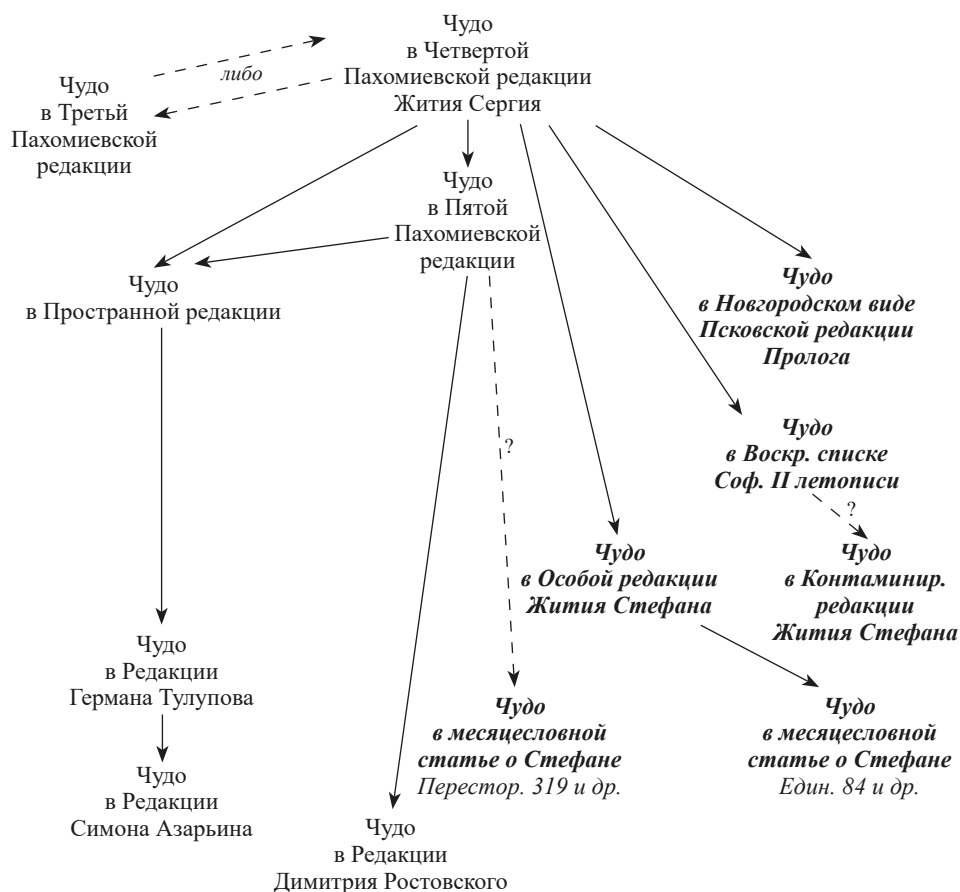 Чудо
в Четвертой
Пахомиевской редакции
Жития Сергия
либо
Чудо
в Третьей
Пахомиевской
редакции
Чудо
в Пятой
Пахомиевской
редакции
Чудо
в Пространной редакции
Чудо
в Новгородском виде
Псковской редакции
Пролога
Чудо
в Воскр. списке
Соф. II летописи
?
?
Чудо
в Особой редакции
Жития Стефана
Чудо
в Контаминир.
редакции
Жития Стефана
Чудо
в Редакции
Германа Тулупова
Чудо
в месяцесловной
статье о Стефане
Перестор. 319 и др.
Чудо
в месяцесловной
статье о Стефане
Един. 84 и др.
Чудо
в Редакции
Симона Азарьина
Чудо
в Редакции
Димитрия Ростовского